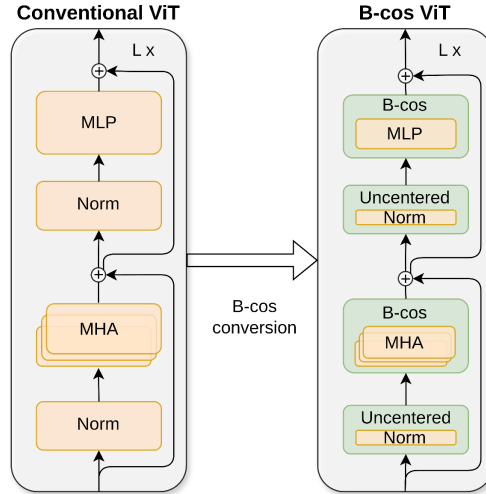 Conventional ViT
L x
MLP
Norm
MHA
Norm
B-cos
conversion
B-cos ViT
L x
B-cos
MLP
Uncentered
Norm
B-cos
MHA
Uncentered
Norm